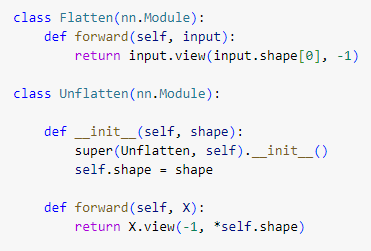 class Flatten(nn.Module):
    def forward(self, input):
        return input.view(input.shape[0], -1)
class Unflatten(nn.Module):
    def __init__(self, shape):
        super(Unflatten, self).__init__()
        self.shape = shape
    def forward(self, X):
        return X.view(-1, *self.shape)